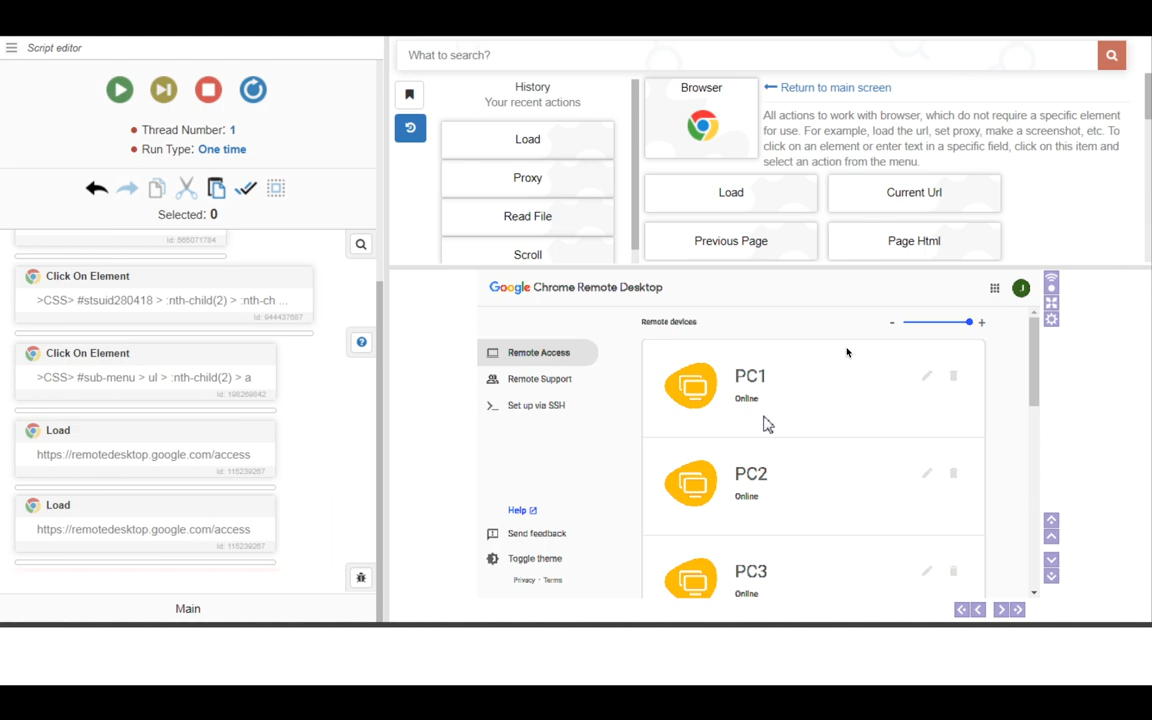 Script editor
Thread Number: 1
Run Type: One time
Selected: 0
Id: 565071784
Click On Element
>CSS> #stsuid280418 > :nth-child(2) > :nth-ch ...
Id: 944437687
Click On Element
>CSS> #sub-menu > ul > :nth-child(2) > a
Id: 198269842
Load
https://remotedesktop.google.com/access
Id: 115239267
Load
https://remotedesktop.google.com/access
Id: 115239267
Main
What to search?
History
Your recent actions
Load
Proxy
Read File
Scroll
Browser
Return to main screen
All actions to work with browser, which do not require a specific element
for use. For example, load the url, set proxy, make a screenshot, etc. To
click on an element or enter text in a specific field, click on this item and
select an action from the menu.
Load
Current Url
Previous Page
Page Html
Google Chrome Remote Desktop
J
Remote Access
Remote Support
Set up via SSH
Help
Send feedback
Toggle theme
Privacy · Terms
Remote devices
- +
PC1
Online
PC2
Online
PC3
Online